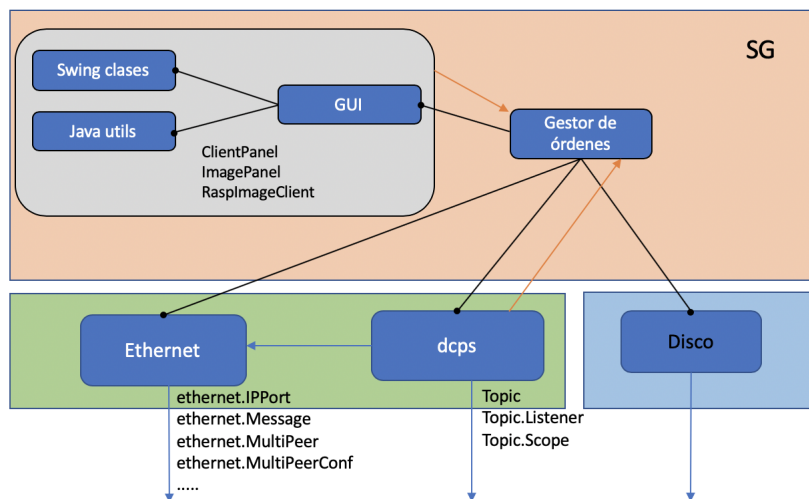 SG
Swing clases
GUI
Java utils
Gestor de
órdenes
ClientPanel
ImagePanel
RaspImageClient
Ethernet
dcps
Disco
ethernet.IPPort
ethernet.Message
ethernet.MultiPeer
ethernet.MultiPeerConf
.....
Topic
Topic.Listener
Topic.Scope